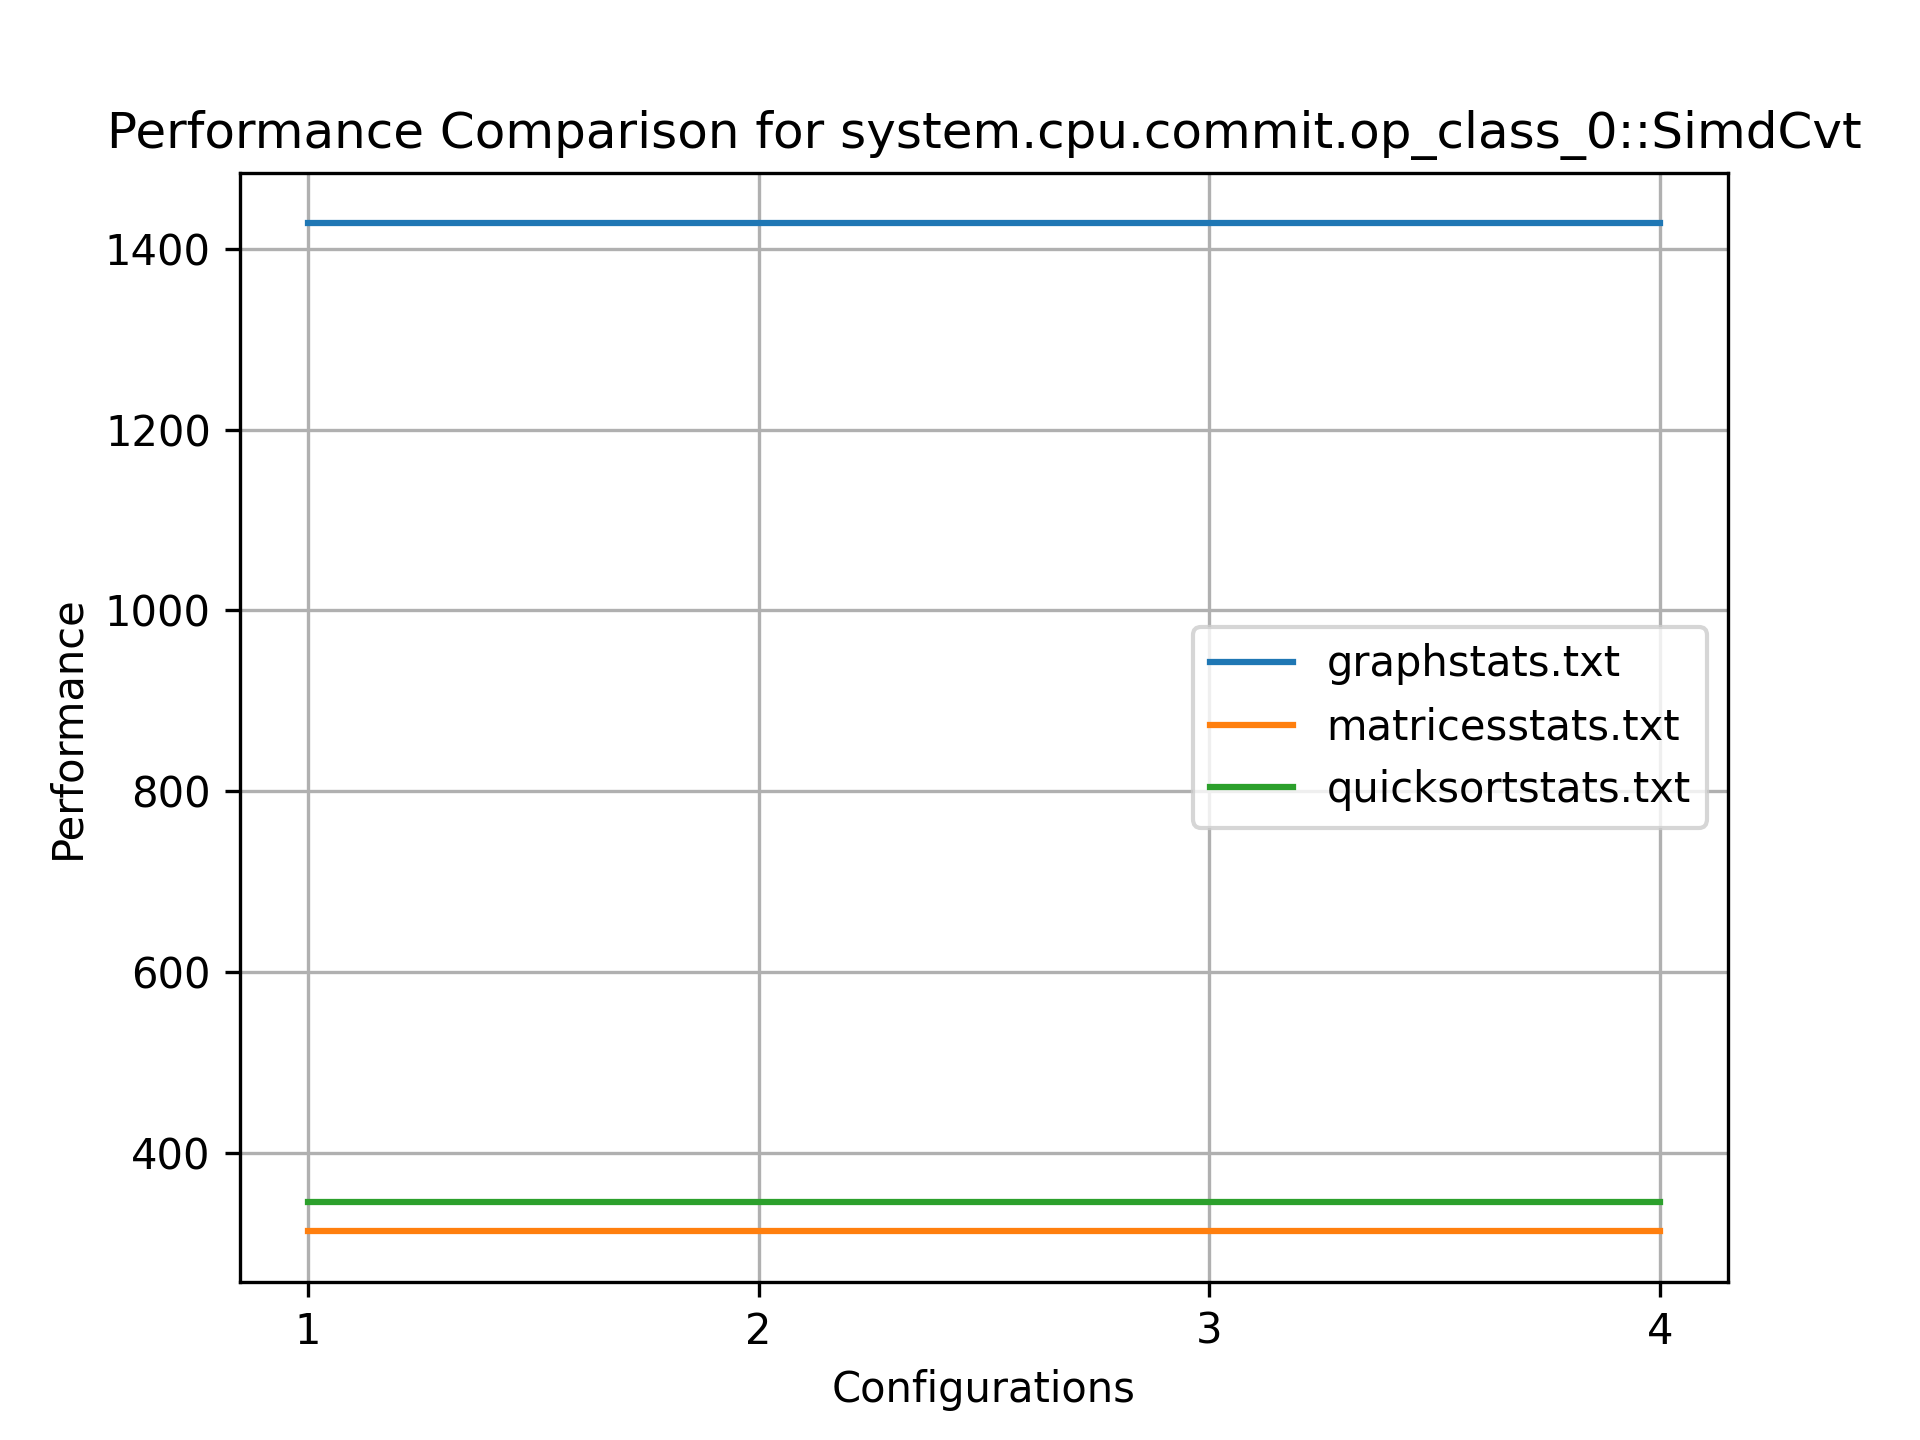 Performance Comparison for system.cpu.commit.op_class_0::SimdCvt
Performance
1400
1200
1000
800
600
400
graphstats.txt
matricesstats.txt
quicksortstats.txt
1 2 3 4
Configurations